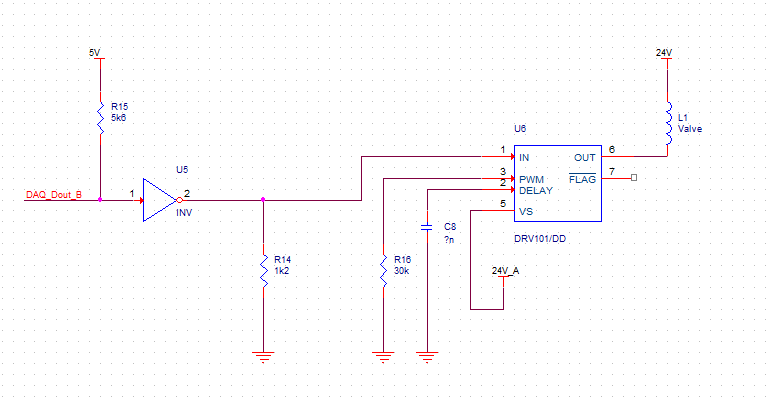 5V
24V
R15
5k6
L1
Valve
U6
U5
1
IN
OUT
6
3
PWM
FLAG
7
2
DELAY
DAQ_Dout_B
1
2
INV
5
VS
C8
?n
DRV101/DD
R14
1k2
R16
30k
24V_A